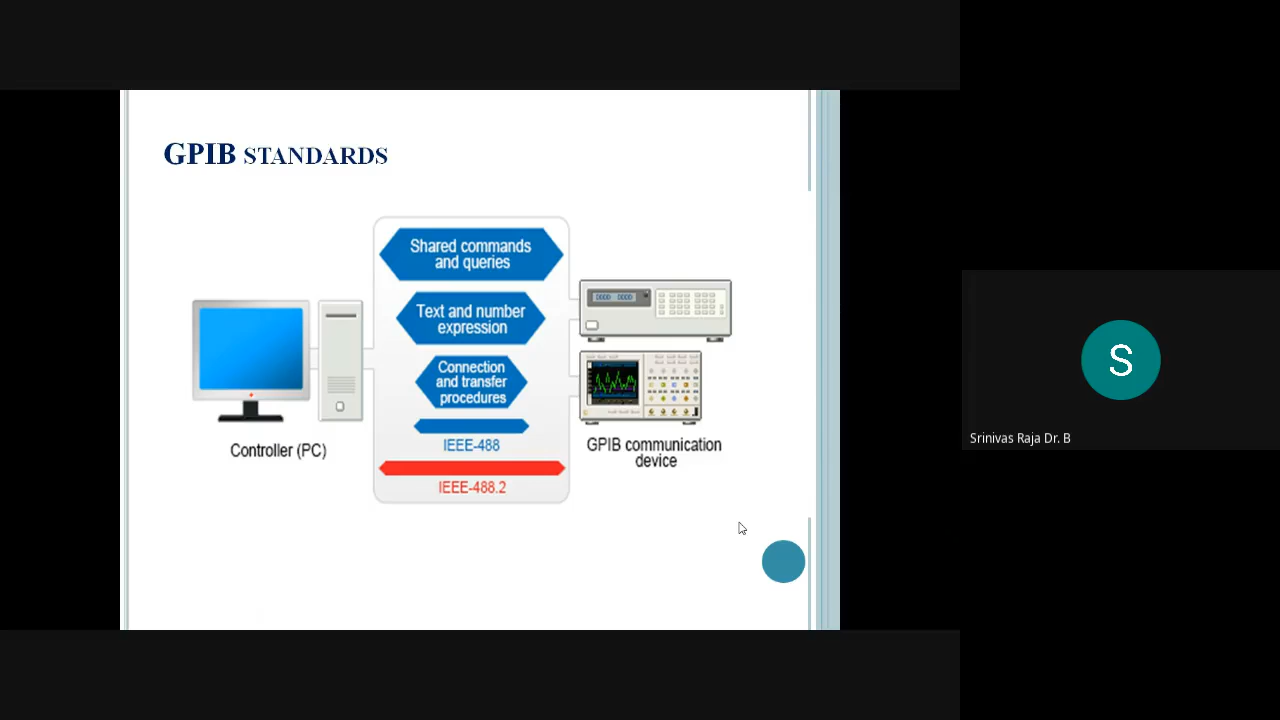 GPIB STANDARDS
Shared commands
and queries
Text and number
expression
Connection
and transfer
procedures
IEEE-488
IEEE-488.2
Controller (PC)
GPIB communication
device
S
Srinivas Raja Dr. B